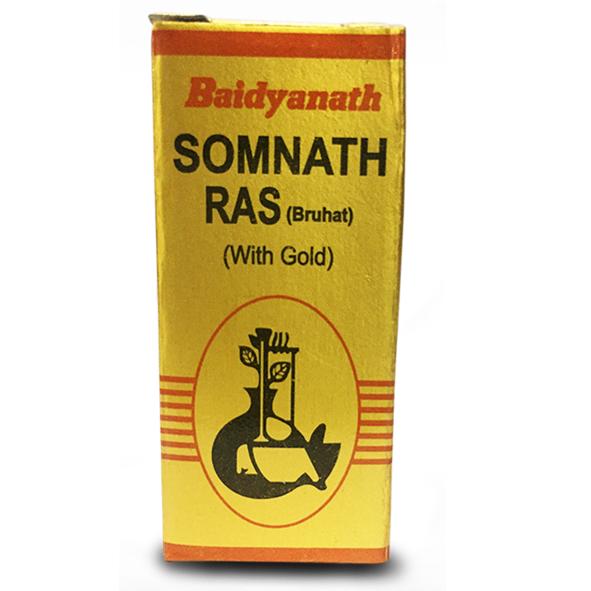 Baidyanath
SOMNATH
RAS (Bruhat)
(With Gold)